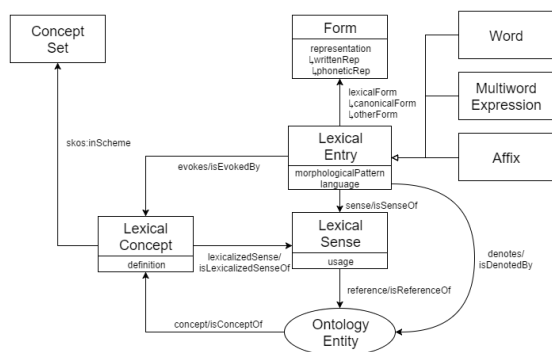 Concept
Set
Form
representation
↳writtenRep
↳phoneticRep
Word
Multiword
Expression
Affix
lexicalForm
↳canonicalForm
↳otherForm
skos:inScheme
Lexical
Entry
morphologicalPattern
language
evokes/isEvokedBy
sense/isSenseOf
Lexical
Concept
definition
lexicalizedSense/
isLexicalizedSenseOf
Lexical
Sense
usage
denotes/
isDenotedBy
reference/isReferenceOf
concept/isConceptOf
Ontology
Entity